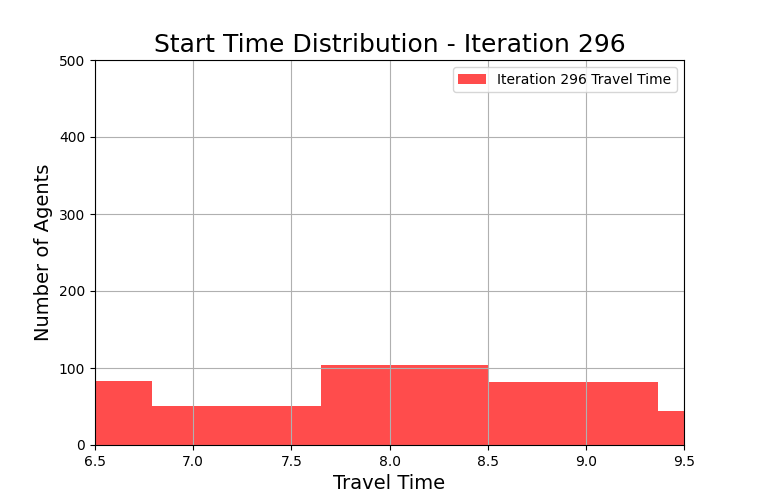 Start Time Distribution - Iteration 296
Iteration 296 Travel Time
Number of Agents
500
400
300
200
100
0
6.5 7.0 7.5 8.0 8.5 9.0 9.5
Travel Time